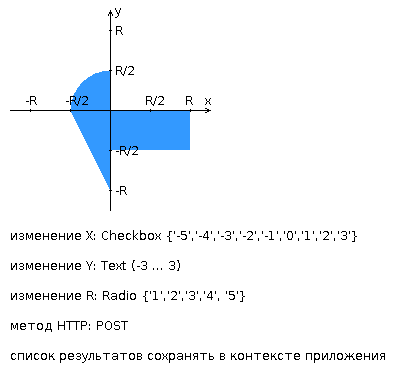 y
R
R/2
-R -R/2 R/2 R x
-R/2
-R
изменение X: Checkbox {'-5','-4','-3','-2','-1','0','1','2','3'}
изменение Y: Text (-3 ... 3)
изменение R: Radio {'1','2','3','4', '5'}
метод HTTP: POST
список результатов сохранять в контексте приложения